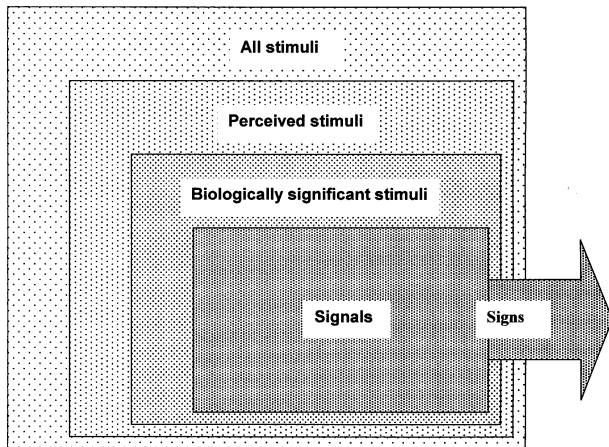 All stimuli
Perceived stimuli
Biologically significant stimuli
Signals
Signs